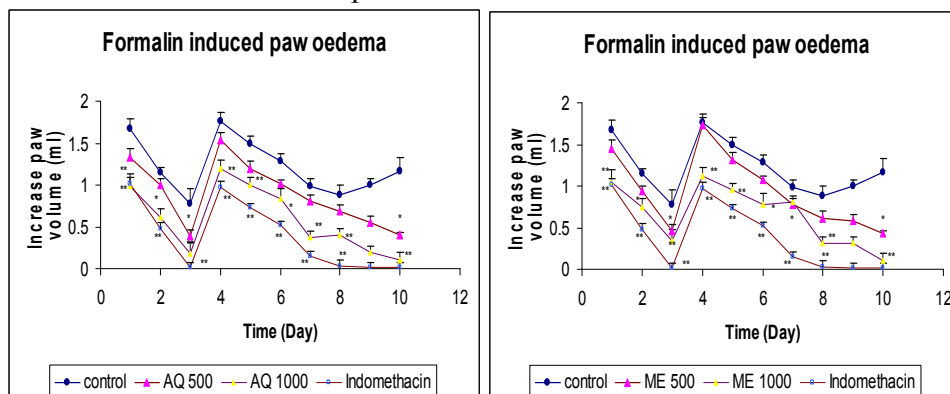 Formalin induced paw oedema
Increase paw
volume (ml)
2
1.5
1
0.5
0
** ** * ** * ** ** ** ** * ** ** ** ** ** ** * **
0 2 4 6 8 10 12
Time (Day)
control AQ 500 AQ 1000 Indomethacin
Formalin induced paw oedema
Increase paw
volume (ml)
2
1.5
1
0.5
0
** ** * ** * ** ** ** ** * ** * ** ** ** * **
0 2 4 6 8 10 12
Time (Day)
control ME 500 ME 1000 Indomethacin